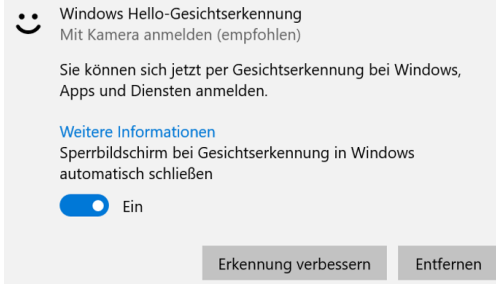 Windows Hello-Gesichtserkennung
Mit Kamera anmelden (empfohlen)
Sie können sich jetzt per Gesichtserkennung bei Windows,
Apps und Diensten anmelden.
Weitere Informationen
Sperrbildschirm bei Gesichtserkennung in Windows
automatisch schließen
Ein
Erkennung verbessern Entfernen